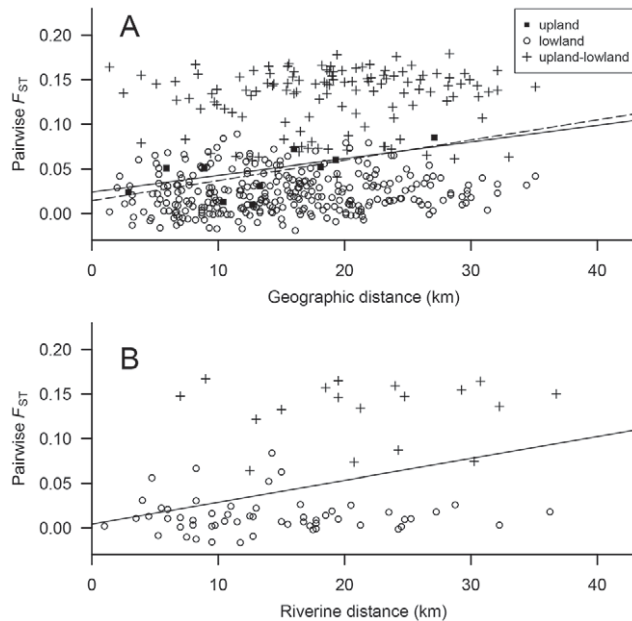 A
upland
lowland
upland-lowland
Pairwise FST
0.20
0.15
0.10
0.05
0.00
0 10 20 30 40
Geographic distance (km)
B
Pairwise FST
0.20
0.15
0.10
0.05
0.00
0 10 20 30 40
Riverine distance (km)